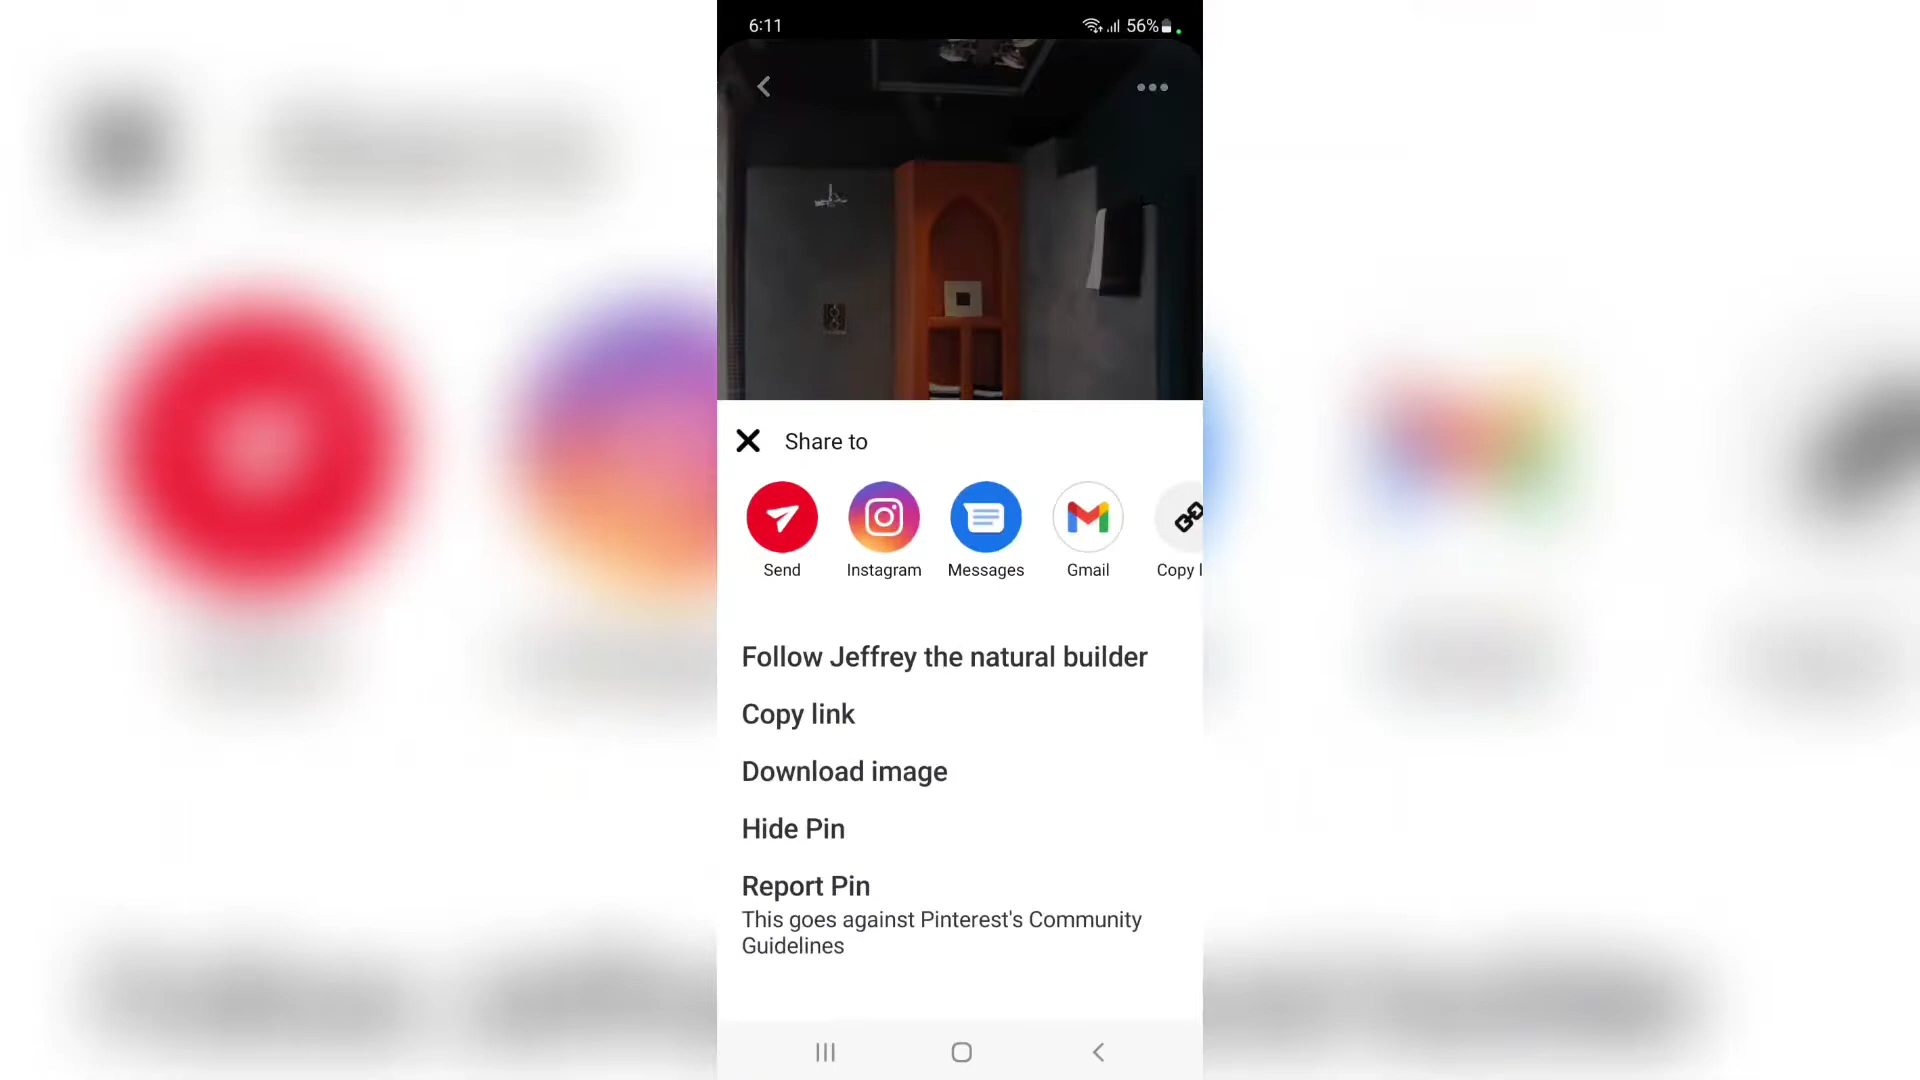 6:11
56%
Share to
Send
Instagram
Messages
Gmail
Copy l
Follow Jeffrey the natural builder
Copy link
Download image
Hide Pin
Report Pin
This goes against Pinterest's Community
Guidelines